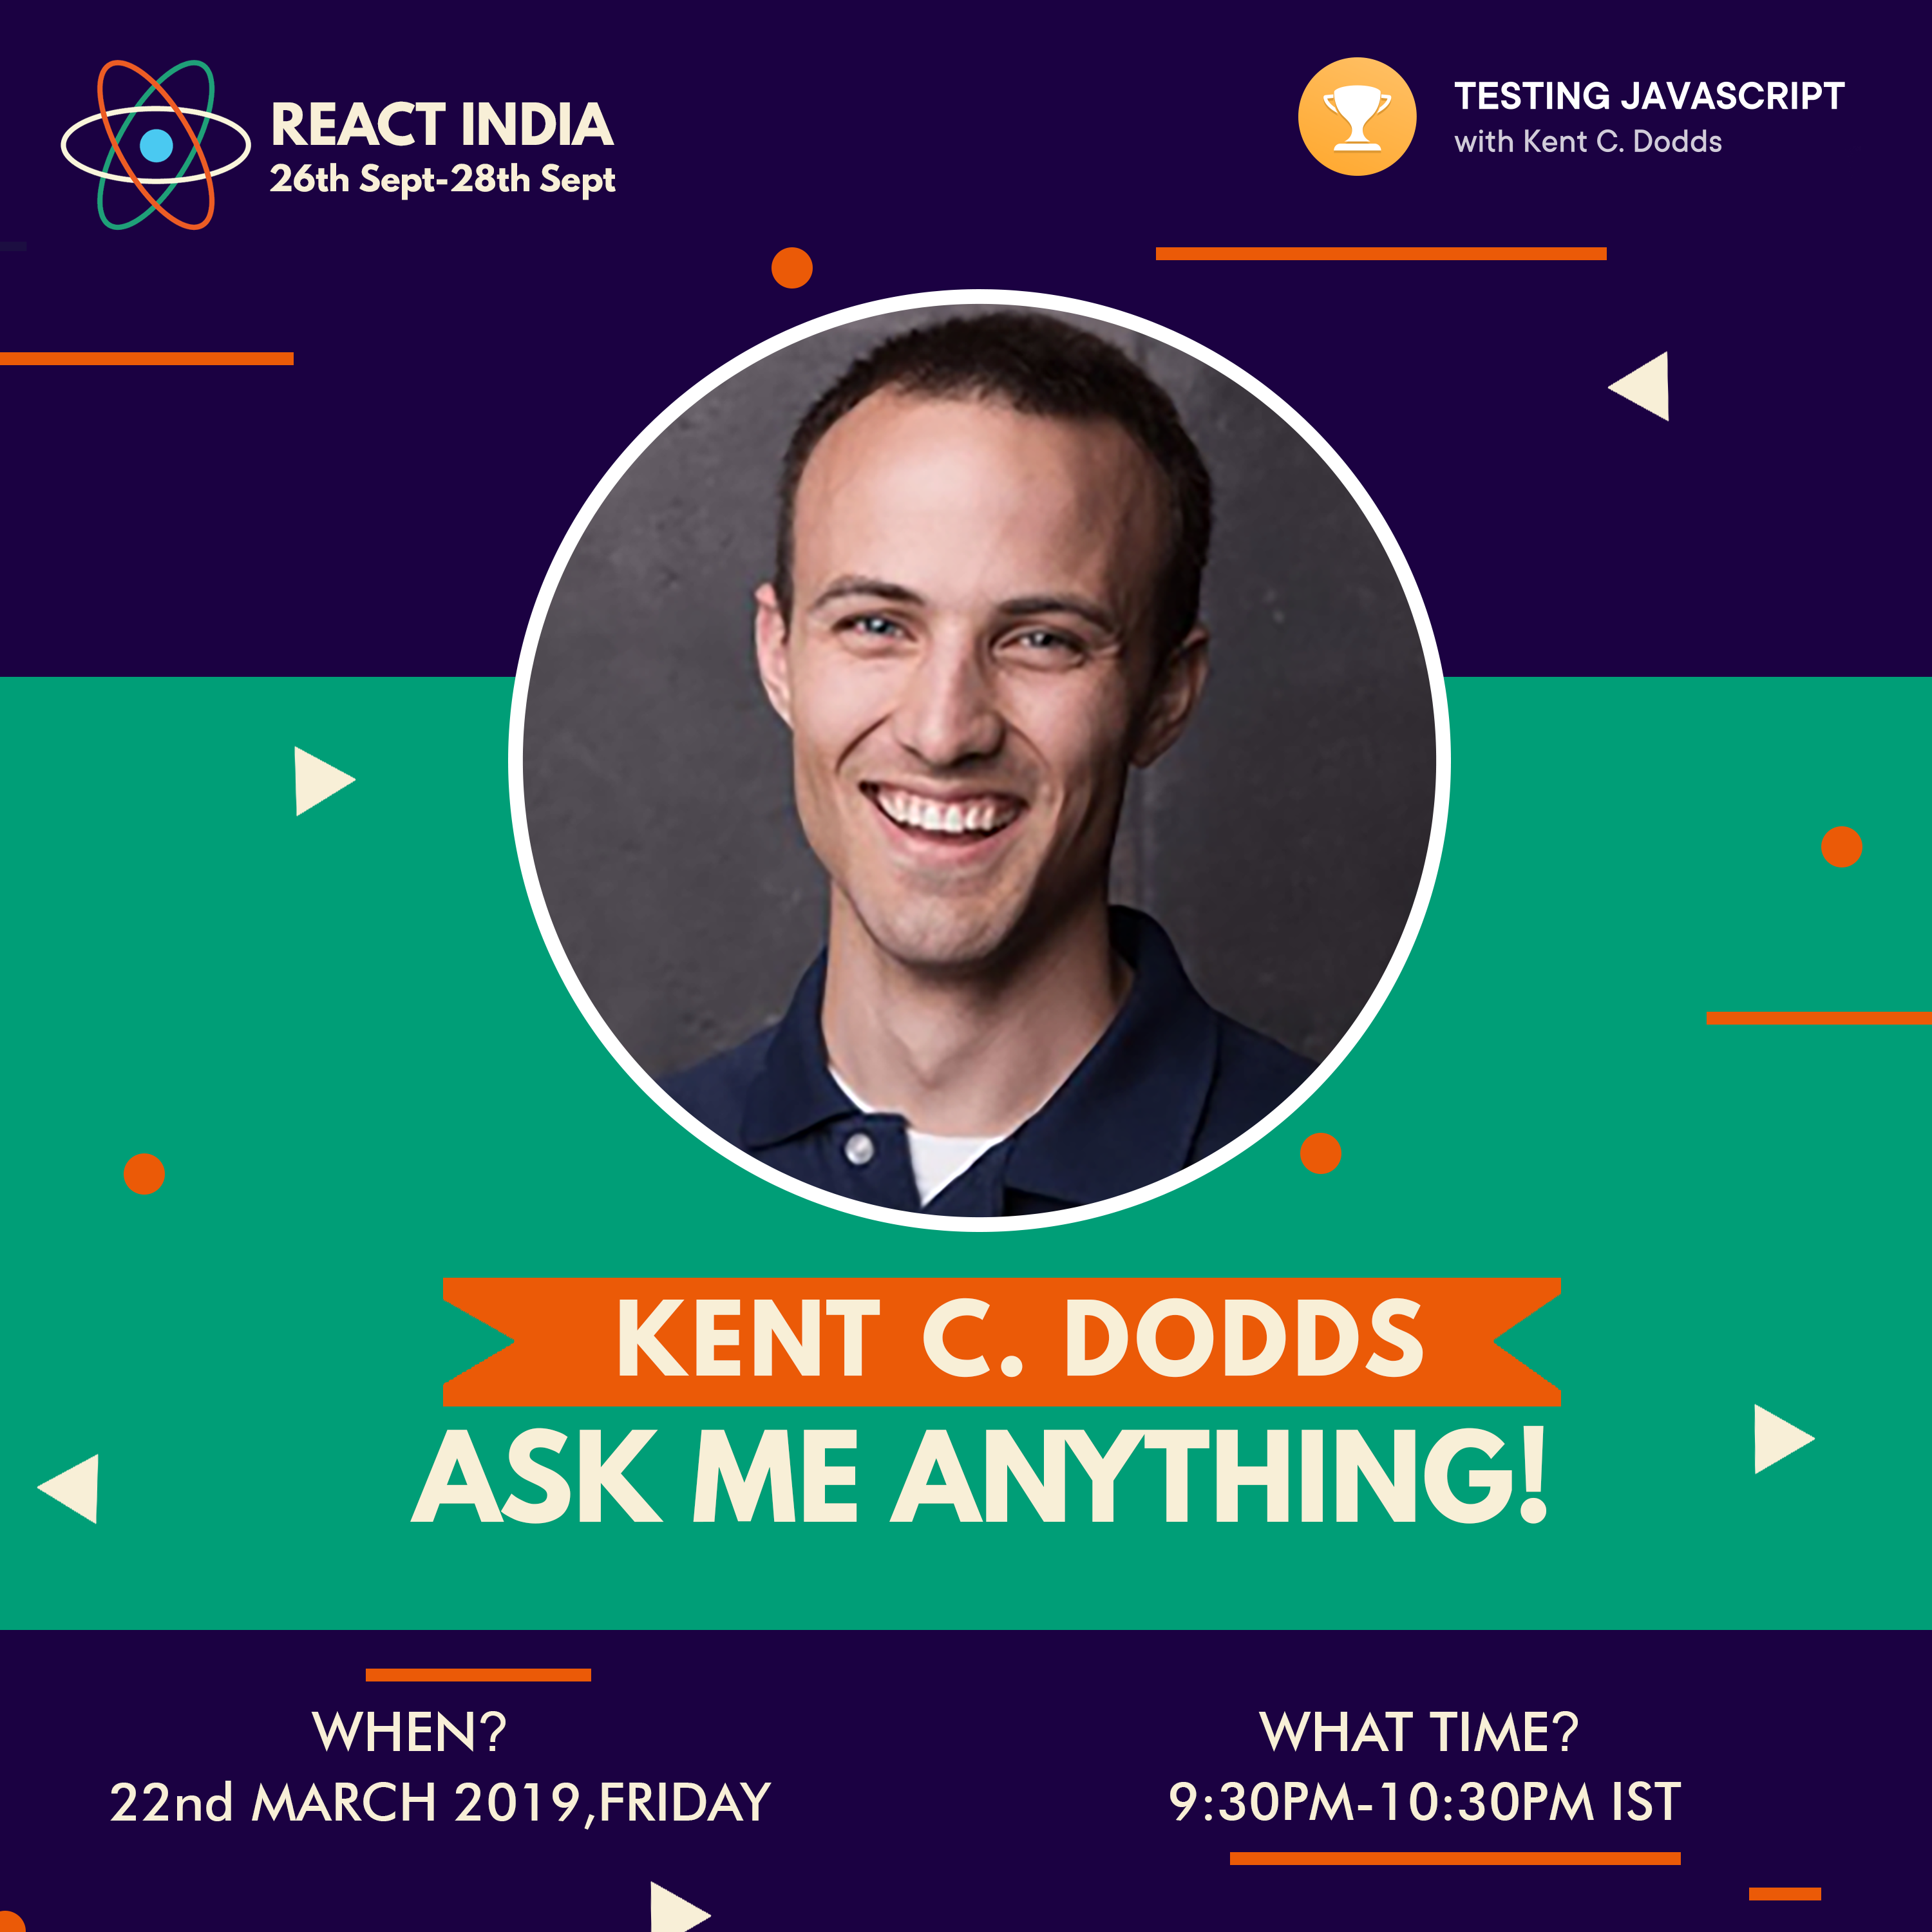 REACT INDIA
26th Sept-28th Sept
TESTING JAVASCRIPT
with Kent C. Dodds
KENT C. DODDS
ASK ME ANYTHING!
WHEN?
22nd MARCH 2019,FRIDAY
WHAT TIME?
9:30PM-10:30PM IST